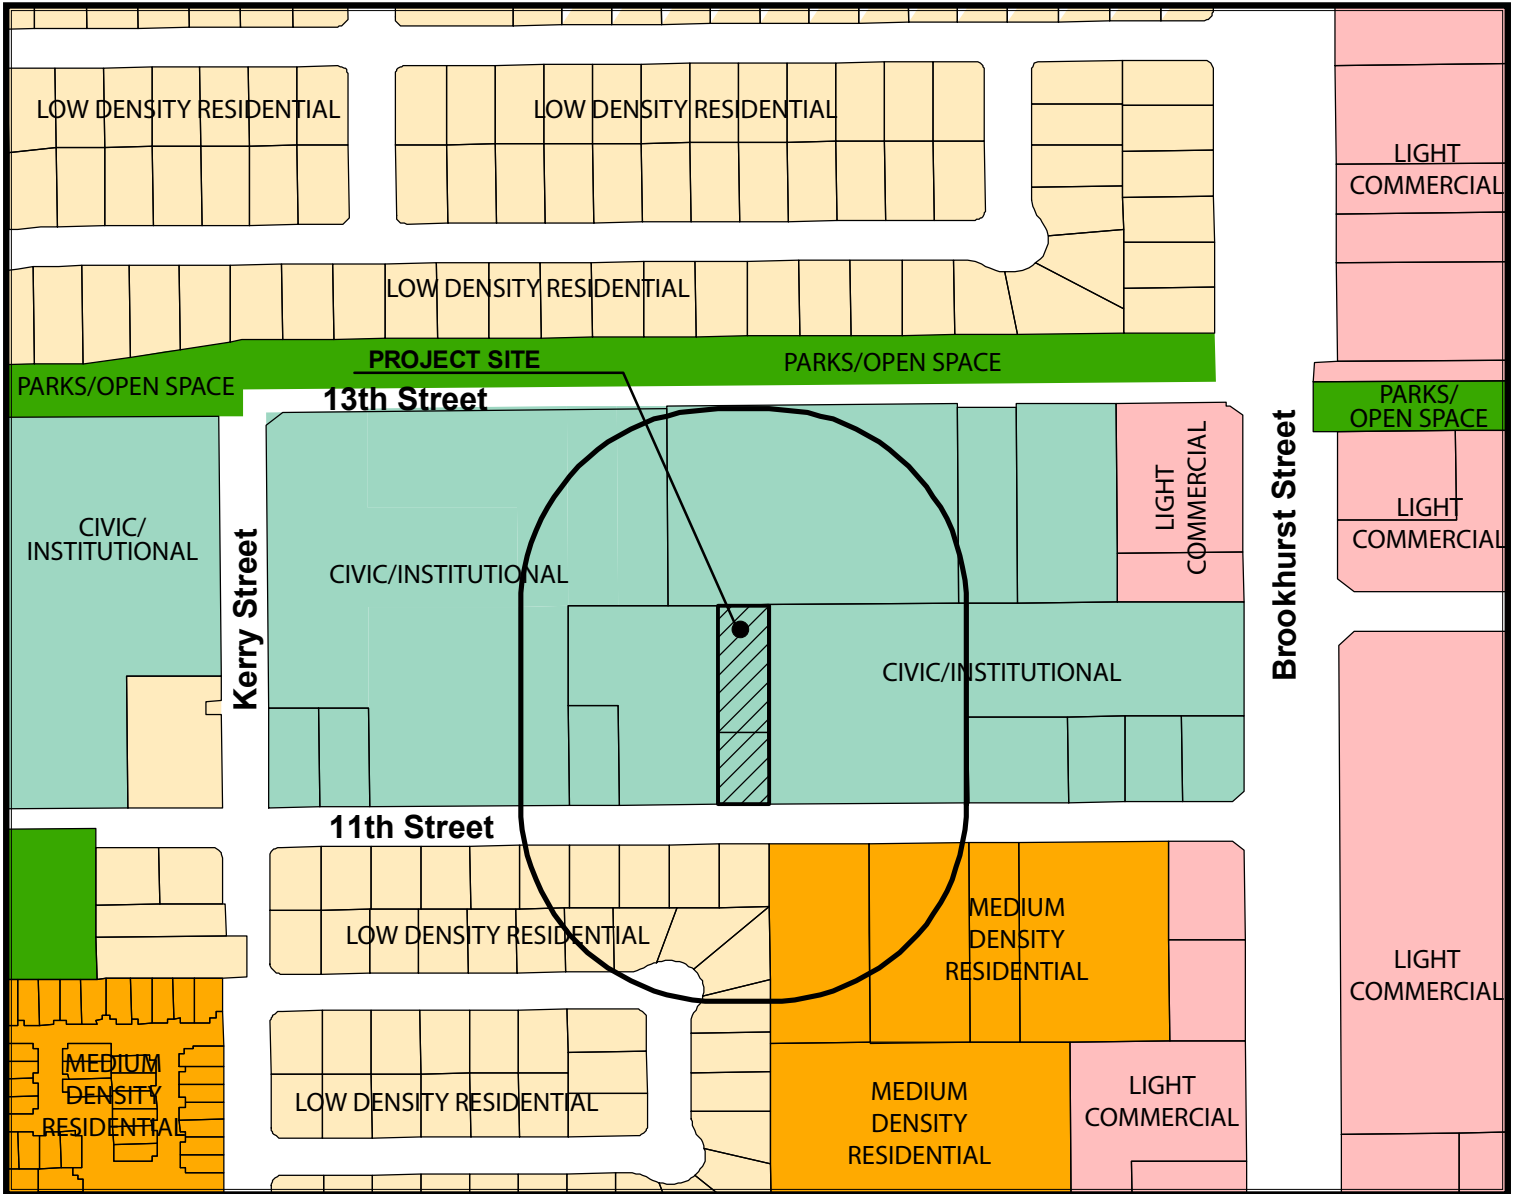 LOW DENSITY RESIDENTIAL
LOW DENSITY RESIDENTIAL
LIGHT
COMMERCIAL
LOW DENSITY RESIDENTIAL
PROJECT SITE
PARKS/OPEN SPACE
PARKS/OPEN SPACE
13th Street
PARKS/
OPEN SPACE
LIGHT
COMMERCIAL
Brookhurst Street
LIGHT
COMMERCIAL
CIVIC/
INSTITUTIONAL
Kerry Street
CIVIC/INSTITUTIONAL
CIVIC/INSTITUTIONAL
11th Street
LOW DENSITY RESIDENTIAL
MEDIUM
DENSITY
RESIDENTIAL
LIGHT
COMMERCIAL
MEDIUM
DENSITY
RESIDENTIAL
LOW DENSITY RESIDENTIAL
MEDIUM
DENSITY
RESIDENTIAL
LIGHT
COMMERCIAL